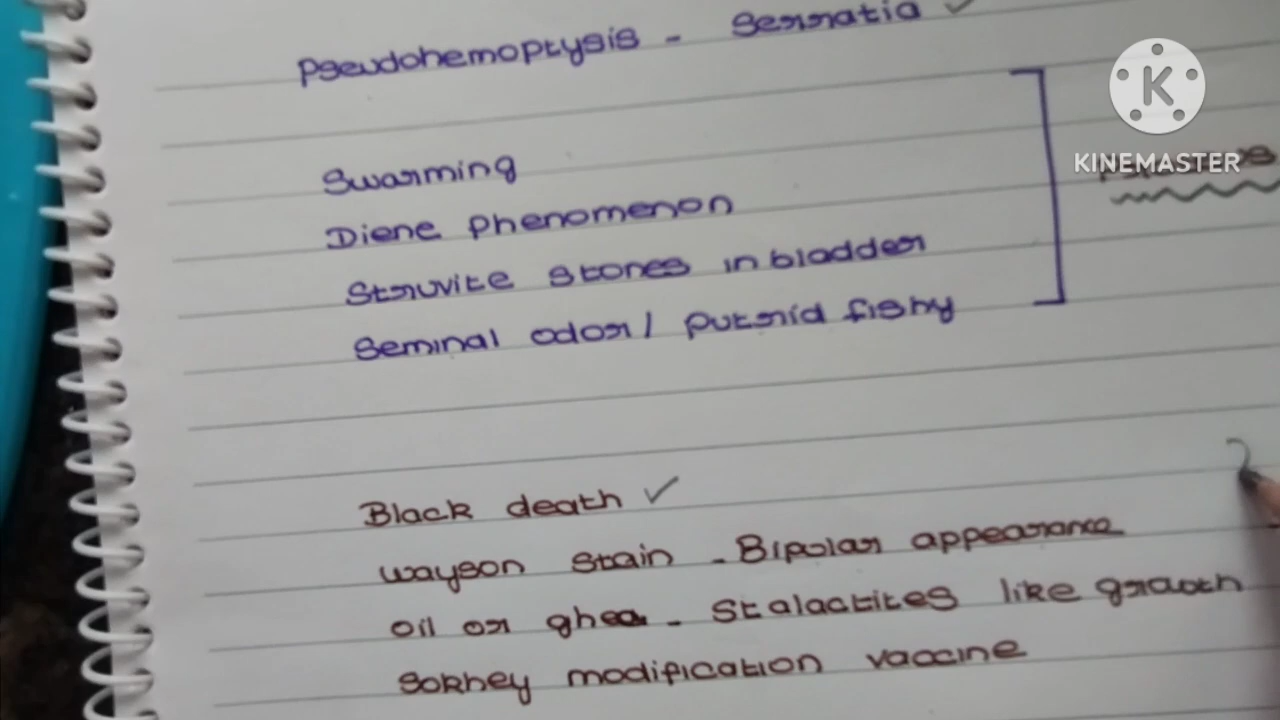 Pseudohemoptysis - Serratia ✓
KINEMASTER
Swarming
Diene Phenomenon
Struvite stones in bladder
Seminal odor / putrid fishy
Black death ✓
Wayson stain - Bipolar appearance
Oil or ghee - Stalactites like growth
Sokhey modification vaccine